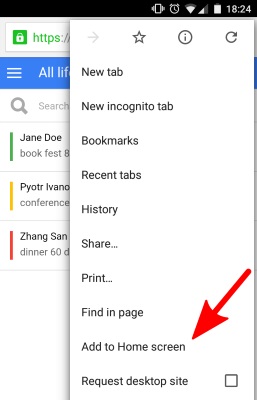 18:24
https:/
All lif
Search
Jane Doe
book fest 8
Pyotr Ivano
conference
Zhang San
dinner 60 d
New tab
New incognito tab
Bookmarks
Recent tabs
History
Share...
Print...
Find in page
Add to Home screen
Request desktop site